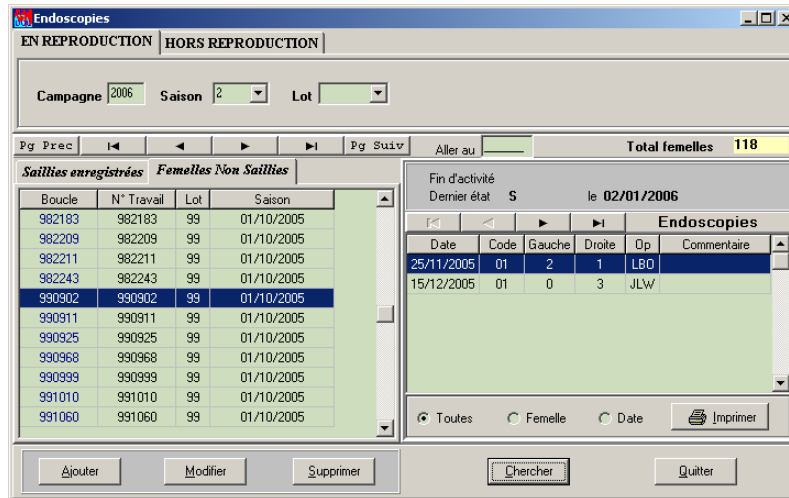 Endoscopies
EN REPRODUCTION HORS REPRODUCTION
Campagne 2006 Saison 2 Lot
Pg Prec Pg Suiv Aller au Total femelles 118
Saillies enregistrées Femelles Non Saillies
Boucle N° Travail Lot Saison
982183 982183 99 01/10/2005
982209 982209 99 01/10/2005
982211 982211 99 01/10/2005
982243 982243 99 01/10/2005
990902 990902 99 01/10/2005
990911 990911 99 01/10/2005
990925 990925 99 01/10/2005
990968 990968 99 01/10/2005
990999 990999 99 01/10/2005
991010 991010 99 01/10/2005
991060 991060 99 01/10/2005
Fin d'activité
Dernier état S le 02/01/2006
Endoscopies
Date Code Gauche Droite Op Commentaire
25/11/2005 01 2 1 LBO
15/12/2005 01 0 3 JLW
Toutes Femelle Date Imprimer
Ajouter Modifier Supprimer Chercher Quitter